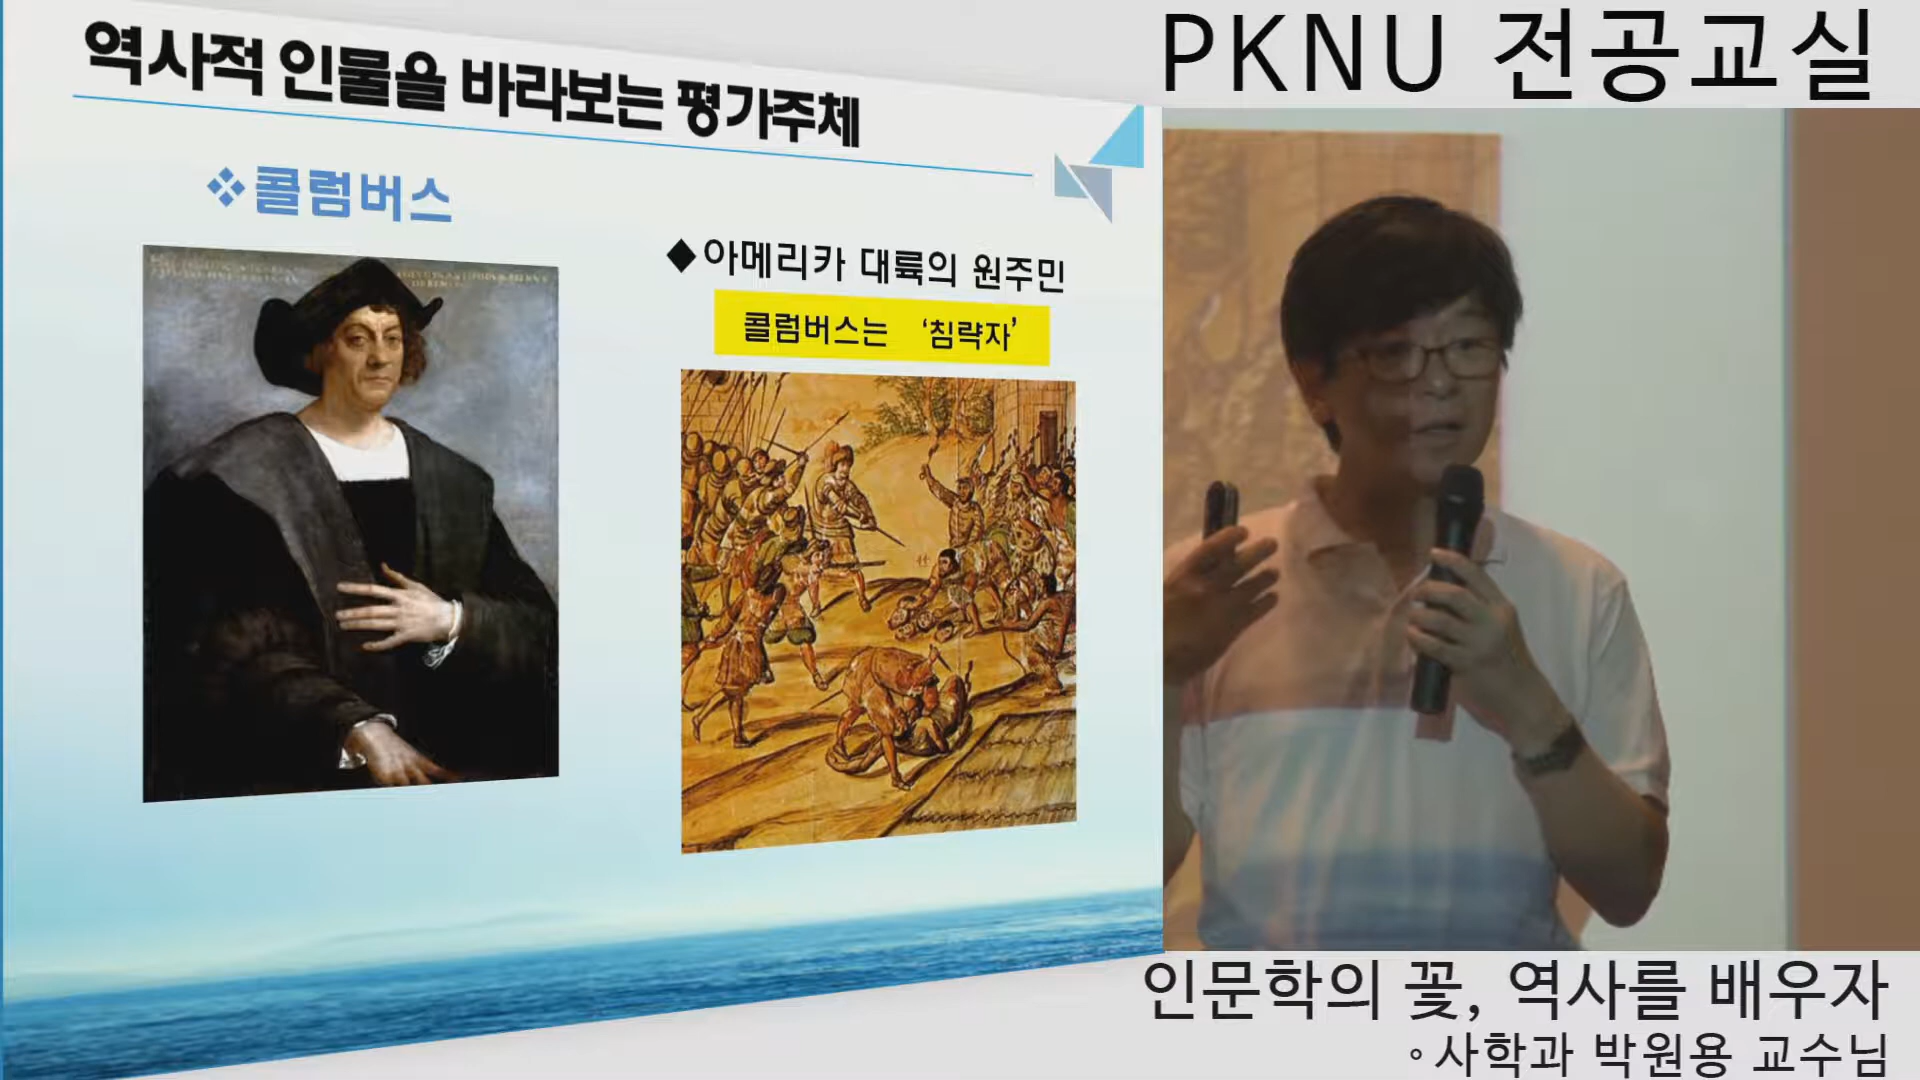 역사적 인물을 바라보는 평가주체
❖콜럼버스
◆아메리카 대륙의 원주민
콜럼버스는 ‘침략자’
PKNU 전공교실
인문학의 꽃, 역사를 배우자
◦사학과 박원용 교수님